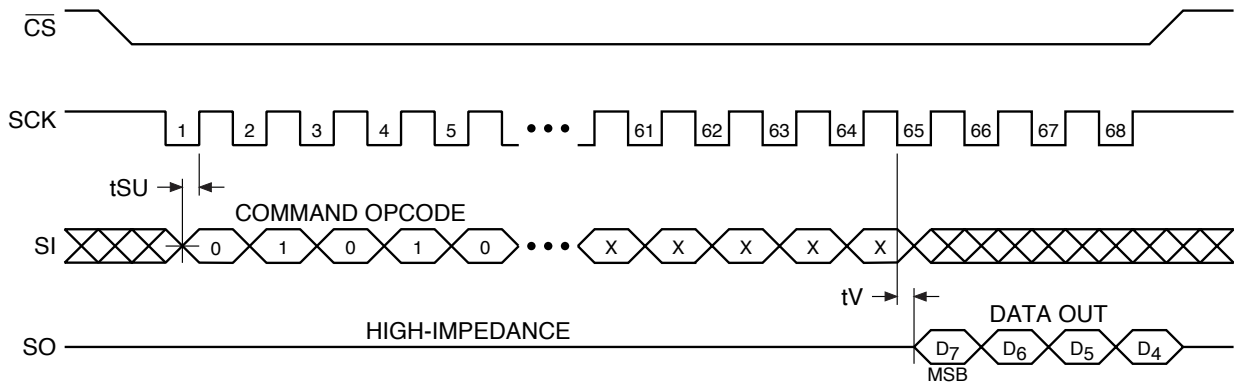 CS
SCK 1 2 3 4 5 ••• 61 62 63 64 65 66 67 68
tSU
COMMAND OPCODE
SI 0 1 0 1 0 ••• X X X X X
tV
HIGH-IMPEDANCE DATA OUT
SO D7 D6 D5 D4
MSB